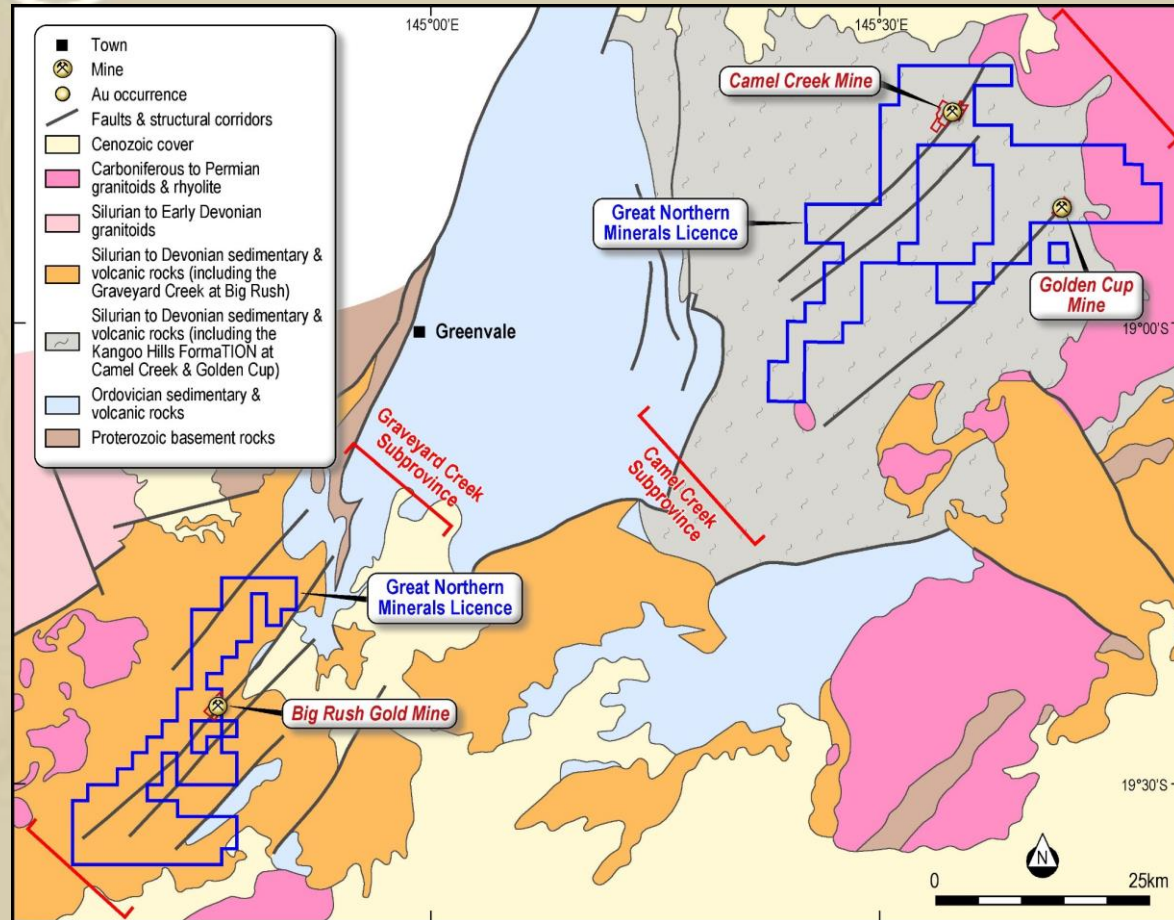 Town
Mine
Au occurrence
Faults & structural corridors
Cenozoic cover
Carboniferous to Permian
granitoids & rhyolite
Silurian to Early Devonian
granitoids
Silurian to Devonian sedimentary &
volcanic rocks (including the
Graveyard Creek at Big Rush)
Silurian to Devonian sedimentary &
volcanic rocks (including the
Kangoo Hills FormaTION at
Camel Creek & Golden Cup)
Ordovician sedimentary &
volcanic rocks
Proterozoic basement rocks
145°00'E
145°30'E
Camel Creek Mine
Great Northern
Minerals Licence
Golden Cup
Mine
19°00'S
Greenvale
Graveyard Creek
Subprovince
Camel Creek
Subprovince
Great Northern
Minerals Licence
Big Rush Gold Mine
19°30'S
N
0 25km